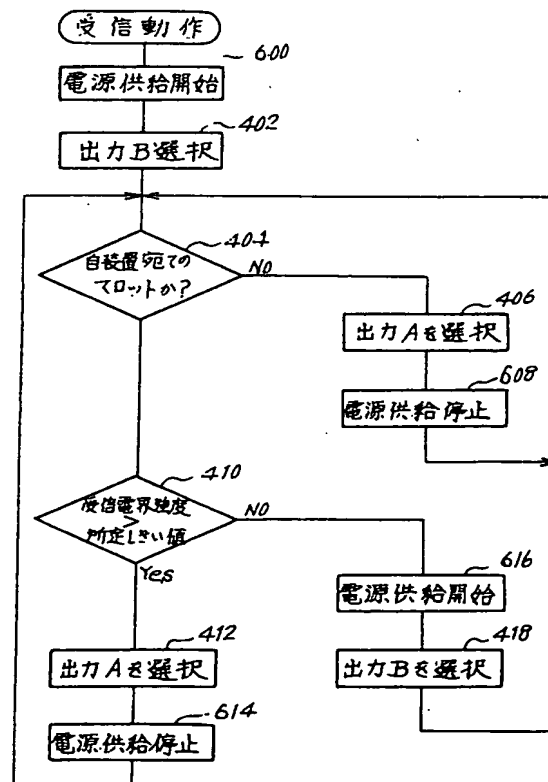 受信動作
600
電源供給開始
402
出力B選択
404
自装置宛ての
スロットか?
NO
406
出力Aを選択
608
電源供給停止
410
受信電界強度
>
所定しきい値
NO
Yes
616
電源供給開始
412
出力Aを選択
418
出力Bを選択
614
電源供給停止